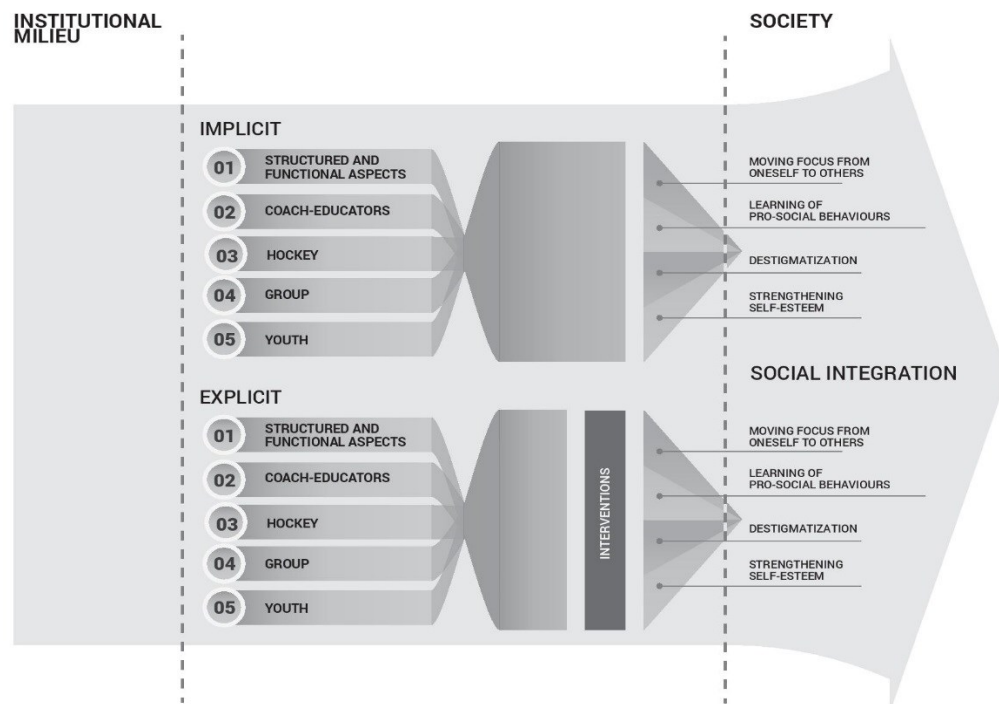 INSTITUTIONAL
MILIEU
SOCIETY
IMPLICIT
01 STRUCTURED AND
FUNCTIONAL ASPECTS
02 COACH-EDUCATORS
03 HOCKEY
04 GROUP
05 YOUTH
MOVING FOCUS FROM
ONESELF TO OTHERS
LEARNING OF
PRO-SOCIAL BEHAVIOURS
DESTIGMATIZATION
STRENGTHENING
SELF-ESTEEM
SOCIAL INTEGRATION
EXPLICIT
01 STRUCTURED AND
FUNCTIONAL ASPECTS
02 COACH-EDUCATORS
03 HOCKEY
04 GROUP
05 YOUTH
INTERVENTIONS
MOVING FOCUS FROM
ONESELF TO OTHERS
LEARNING OF
PRO-SOCIAL BEHAVIOURS
DESTIGMATIZATION
STRENGTHENING
SELF-ESTEEM